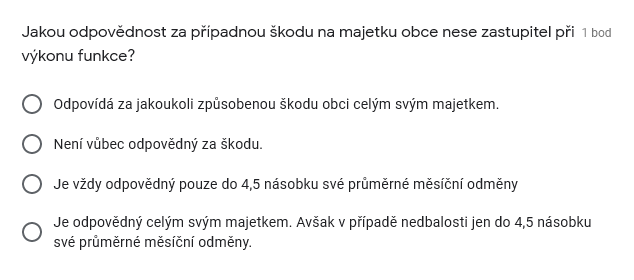 Jakou odpovědnost za případnou škodu na majetku obce nese zastupitel při 1 bod
výkonu funkce?
Odpovídá za jakoukoli způsobenou škodu obci celým svým majetkem.
Není vůbec odpovědný za škodu.
Je vždy odpovědný pouze do 4,5 násobku své průměrné měsíční odměny
Je odpovědný celým svým majetkem. Avšak v případě nedbalosti jen do 4,5 násobku
své průměrné měsíční odměny.